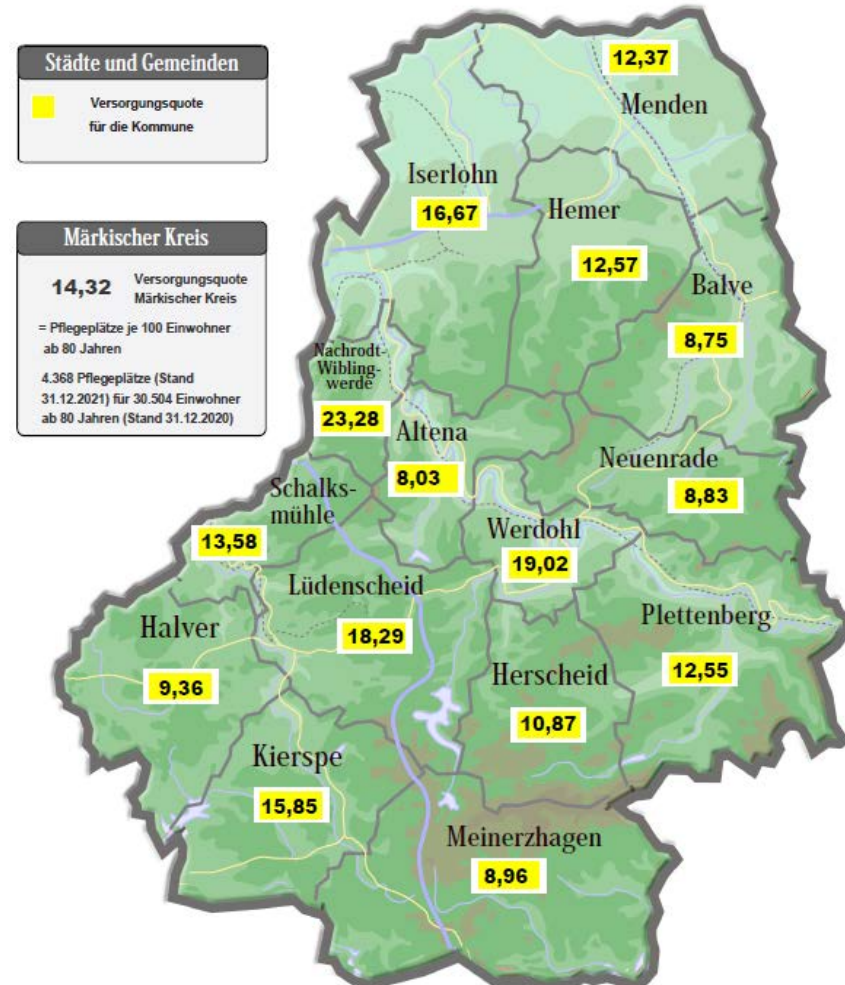 Städte und Gemeinden
Versorgungsquote
für die Kommune
Märkischer Kreis
14,32 Versorgungsquote
Märkischer Kreis
= Pflegeplätze je 100 Einwohner
ab 80 Jahren
4.368 Pflegeplätze (Stand
31.12.2021) für 30.504 Einwohner
ab 80 Jahren (Stand 31.12.2020)
12,37
Menden
Iserlohn
16,67
Hemer
12,57
Balve
8,75
Nachrodt-
Wibling-
werde
23,28
Altena
8,03
Neuenrade
8,83
Schalks-
mühle
13,58
Werdohl
19,02
Lüdenscheid
18,29
Plettenberg
12,55
Halver
9,36
Herscheid
10,87
Kierspe
15,85
Meinerzhagen
8,96